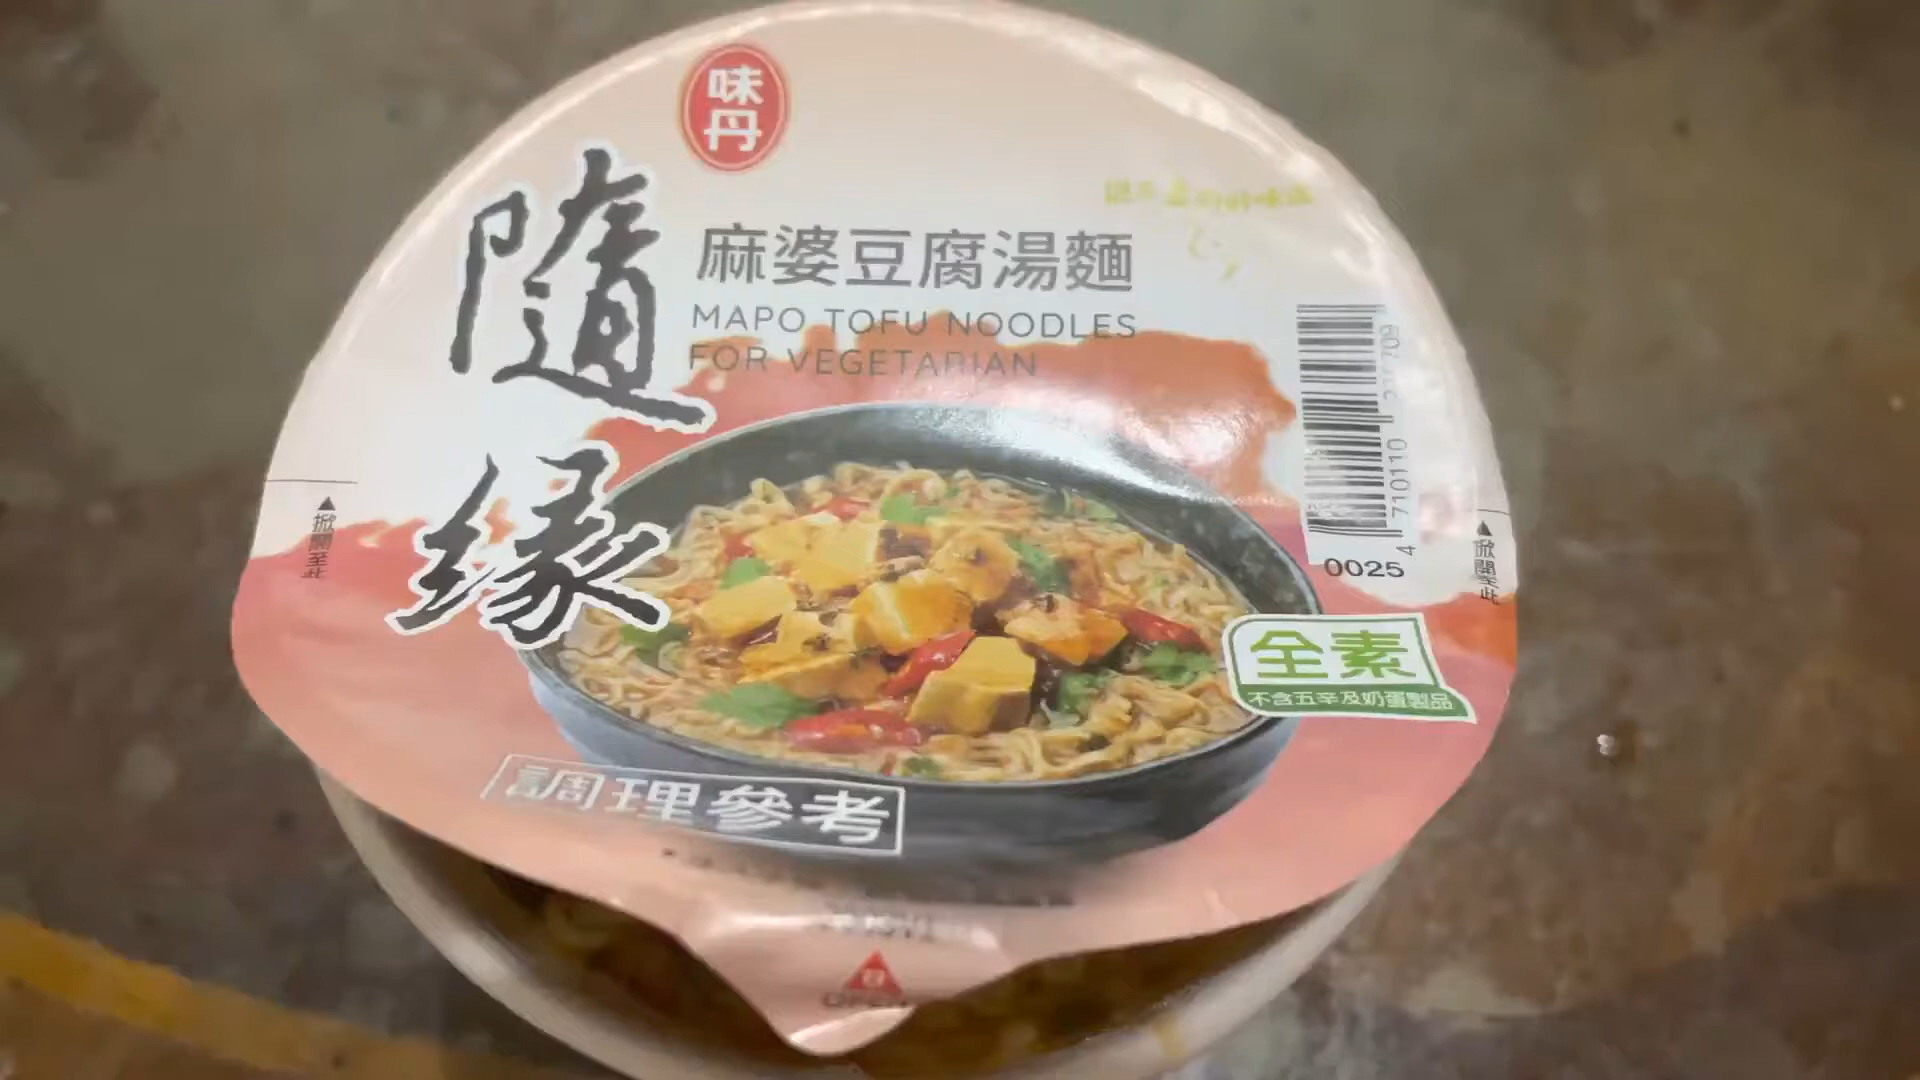 味丹
隨緣
麻婆豆腐湯麵
MAPO TOFU NOODLES
FOR VEGETARIAN
掀開至此
0025
掀開至此
全素
不含五辛及奶蛋製品
調理參考